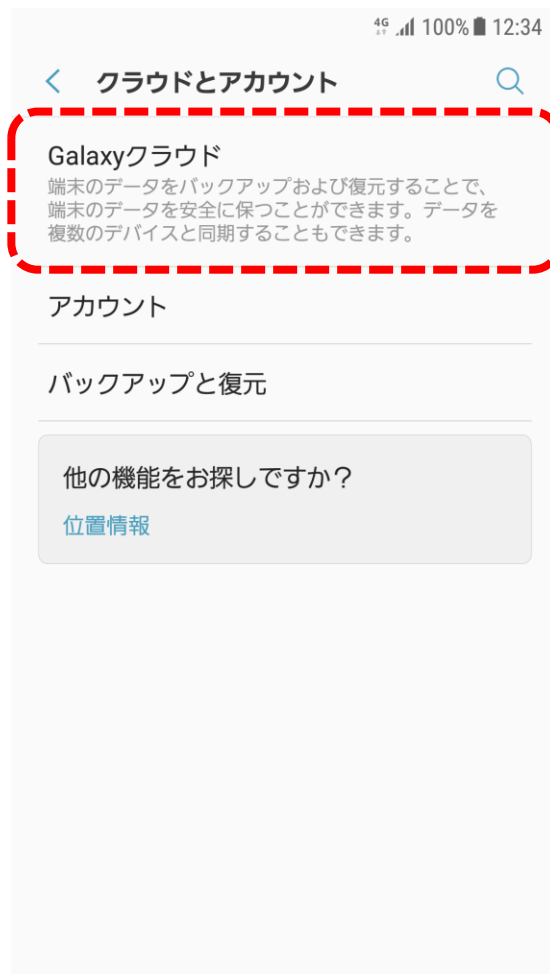 4G 100% 12:34
クラウドとアカウント
Galaxyクラウド
端末のデータをバックアップおよび復元することで、
端末のデータを安全に保つことができます。データを
複数のデバイスと同期することもできます。
アカウント
バックアップと復元
他の機能をお探しですか？
位置情報